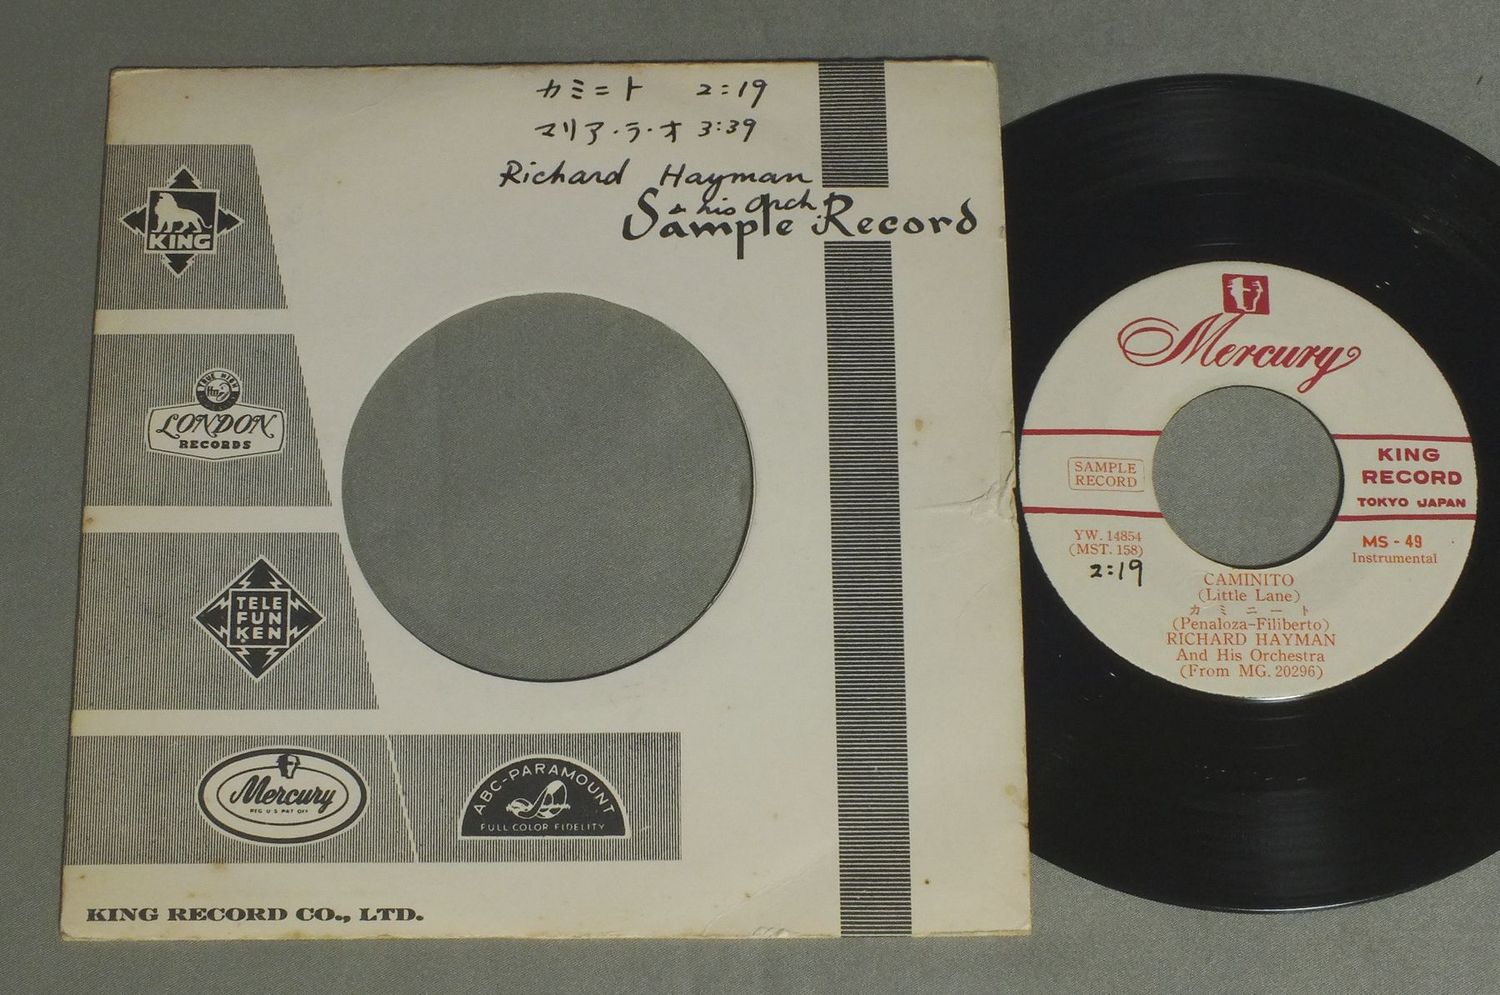 カミニト 2:19
マリア・ラ・オ 3:39
Richard Hayman
& his Orch
Sample Record
KING
TRUE HIGH
ffrr
LONDON
RECORDS
TELE
FUN
KEN
Mercury
REG U S PAT OFF
ABC-PARAMOUNT
FULL COLOR FIDELITY
KING RECORD CO., LTD.
Mercury
SAMPLE
RECORD
KING
RECORD
TOKYO JAPAN
YW. 14854
(MST. 158)
2:19
MS - 49
Instrumental
CAMINITO
(Little Lane)
カミニート
(Penaloza-Filiberto)
RICHARD HAYMAN
And His Orchestra
(From MG. 20296)